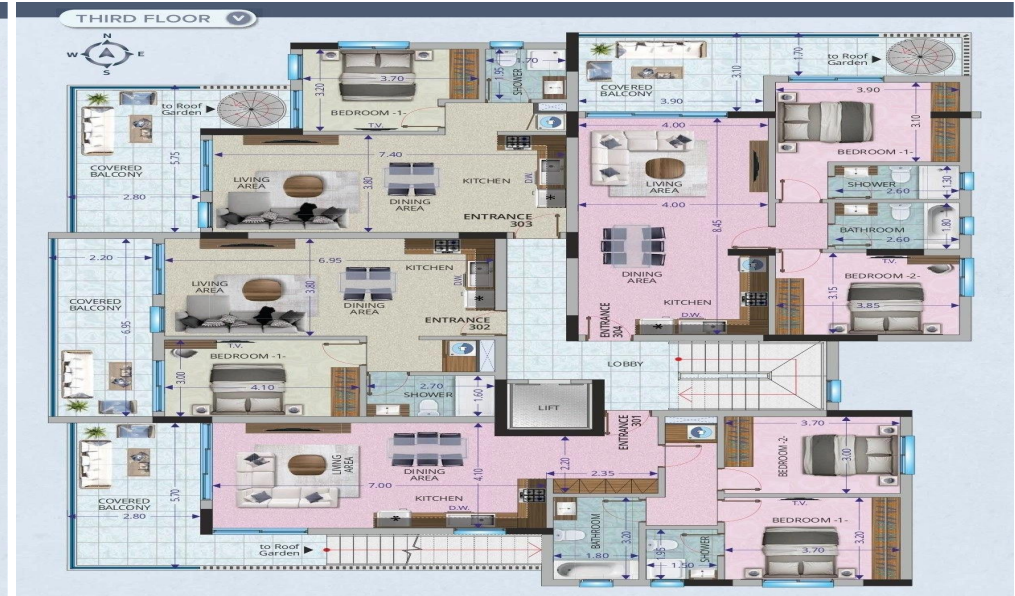 THIRD FLOOR
N
W
E
S
3.20
3.70
BEDROOM -1-
T.V.
1.95
1.70
SHOWER
to Roof
Garden
COVERED
BALCONY
5.75
2.80
7.40
3.80
LIVING
AREA
DINING
AREA
KITCHEN
D.W.
ENTRANCE
303
COVERED
BALCONY
3.90
3.10
1.70
to Roof
Garden
3.90
3.10
BEDROOM -1-
SHOWER
2.60
1.30
BATHROOM
2.60
1.80
T.V.
BEDROOM -2-
3.15
3.85
4.00
LIVING
AREA
4.00
8.45
DINING
AREA
KITCHEN
D.W.
ENTRANCE
304
2.20
COVERED
BALCONY
6.95
6.95
3.80
LIVING
AREA
DINING
AREA
KITCHEN
D.W.
ENTRANCE
302
T.V.
BEDROOM -1-
3.00
4.10
2.70
SHOWER
1.60
LOBBY
LIFT
ENTRANCE
301
COVERED
BALCONY
5.70
2.80
LIVING
AREA
DINING
AREA
7.00
4.10
KITCHEN
D.W.
2.20
2.35
to Roof
Garden
BATHROOM
3.20
1.80
SHOWER
1.95
1.50
3.70
BEDROOM -2-
3.00
T.V.
BEDROOM -1-
3.70
3.20